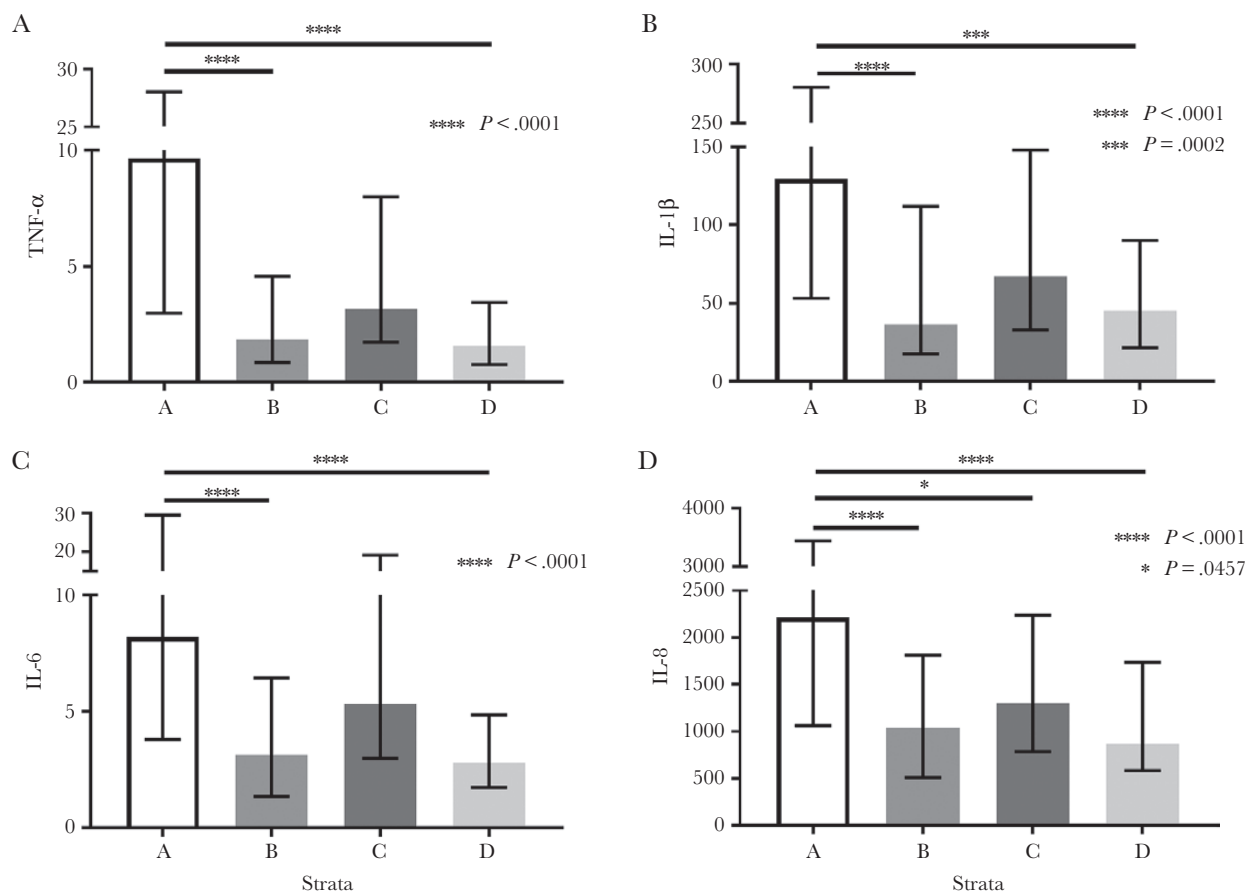 A
****
****
30
25
10
5
0
TNF-α
**** P < .0001
A B C D
B
***
****
300
250
150
100
50
0
IL-1β
**** P < .0001
*** P = .0002
A B C D
Strata
C
****
****
30
20
10
5
0
IL-6
**** P < .0001
A B C D
Strata
D
****
*
****
4000
3000
2500
2000
1500
1000
500
0
IL-8
**** P < .0001
* P = .0457
A B C D